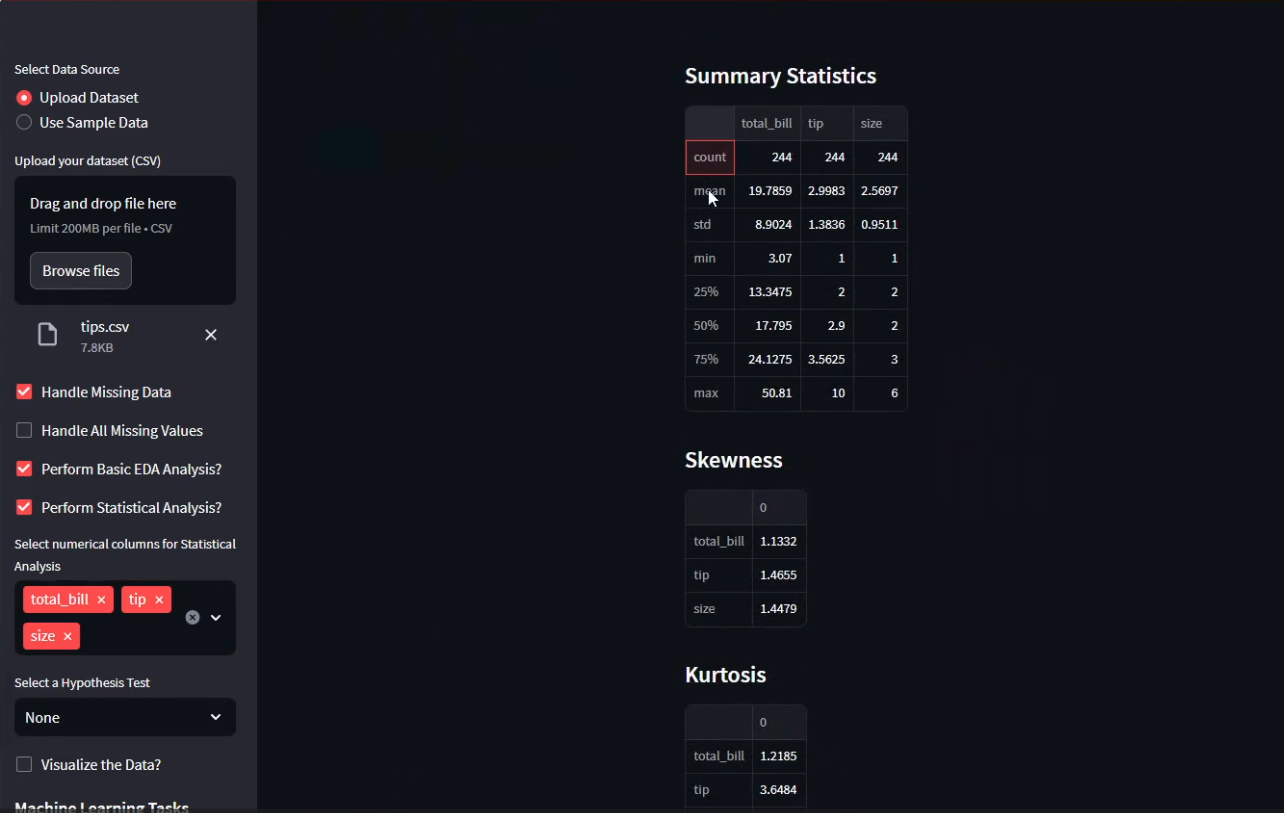 Select Data Source
Upload Dataset
Use Sample Data
Upload your dataset (CSV)
Drag and drop file here
Limit 200MB per file • CSV
Browse files
tips.csv
7.8KB
Handle Missing Data
Handle All Missing Values
Perform Basic EDA Analysis?
Perform Statistical Analysis?
Select numerical columns for Statistical
Analysis
total_bill × tip ×
size ×
Select a Hypothesis Test
None
Visualize the Data?
Machine Learning Tasks
Summary Statistics
total_bill tip size
count 244 244 244
mean 19.7859 2.9983 2.5697
std 8.9024 1.3836 0.9511
min 3.07 1 1
25% 13.3475 2 2
50% 17.795 2.9 2
75% 24.1275 3.5625 3
max 50.81 10 6
Skewness
0
total_bill 1.1332
tip 1.4655
size 1.4479
Kurtosis
0
total_bill 1.2185
tip 3.6484